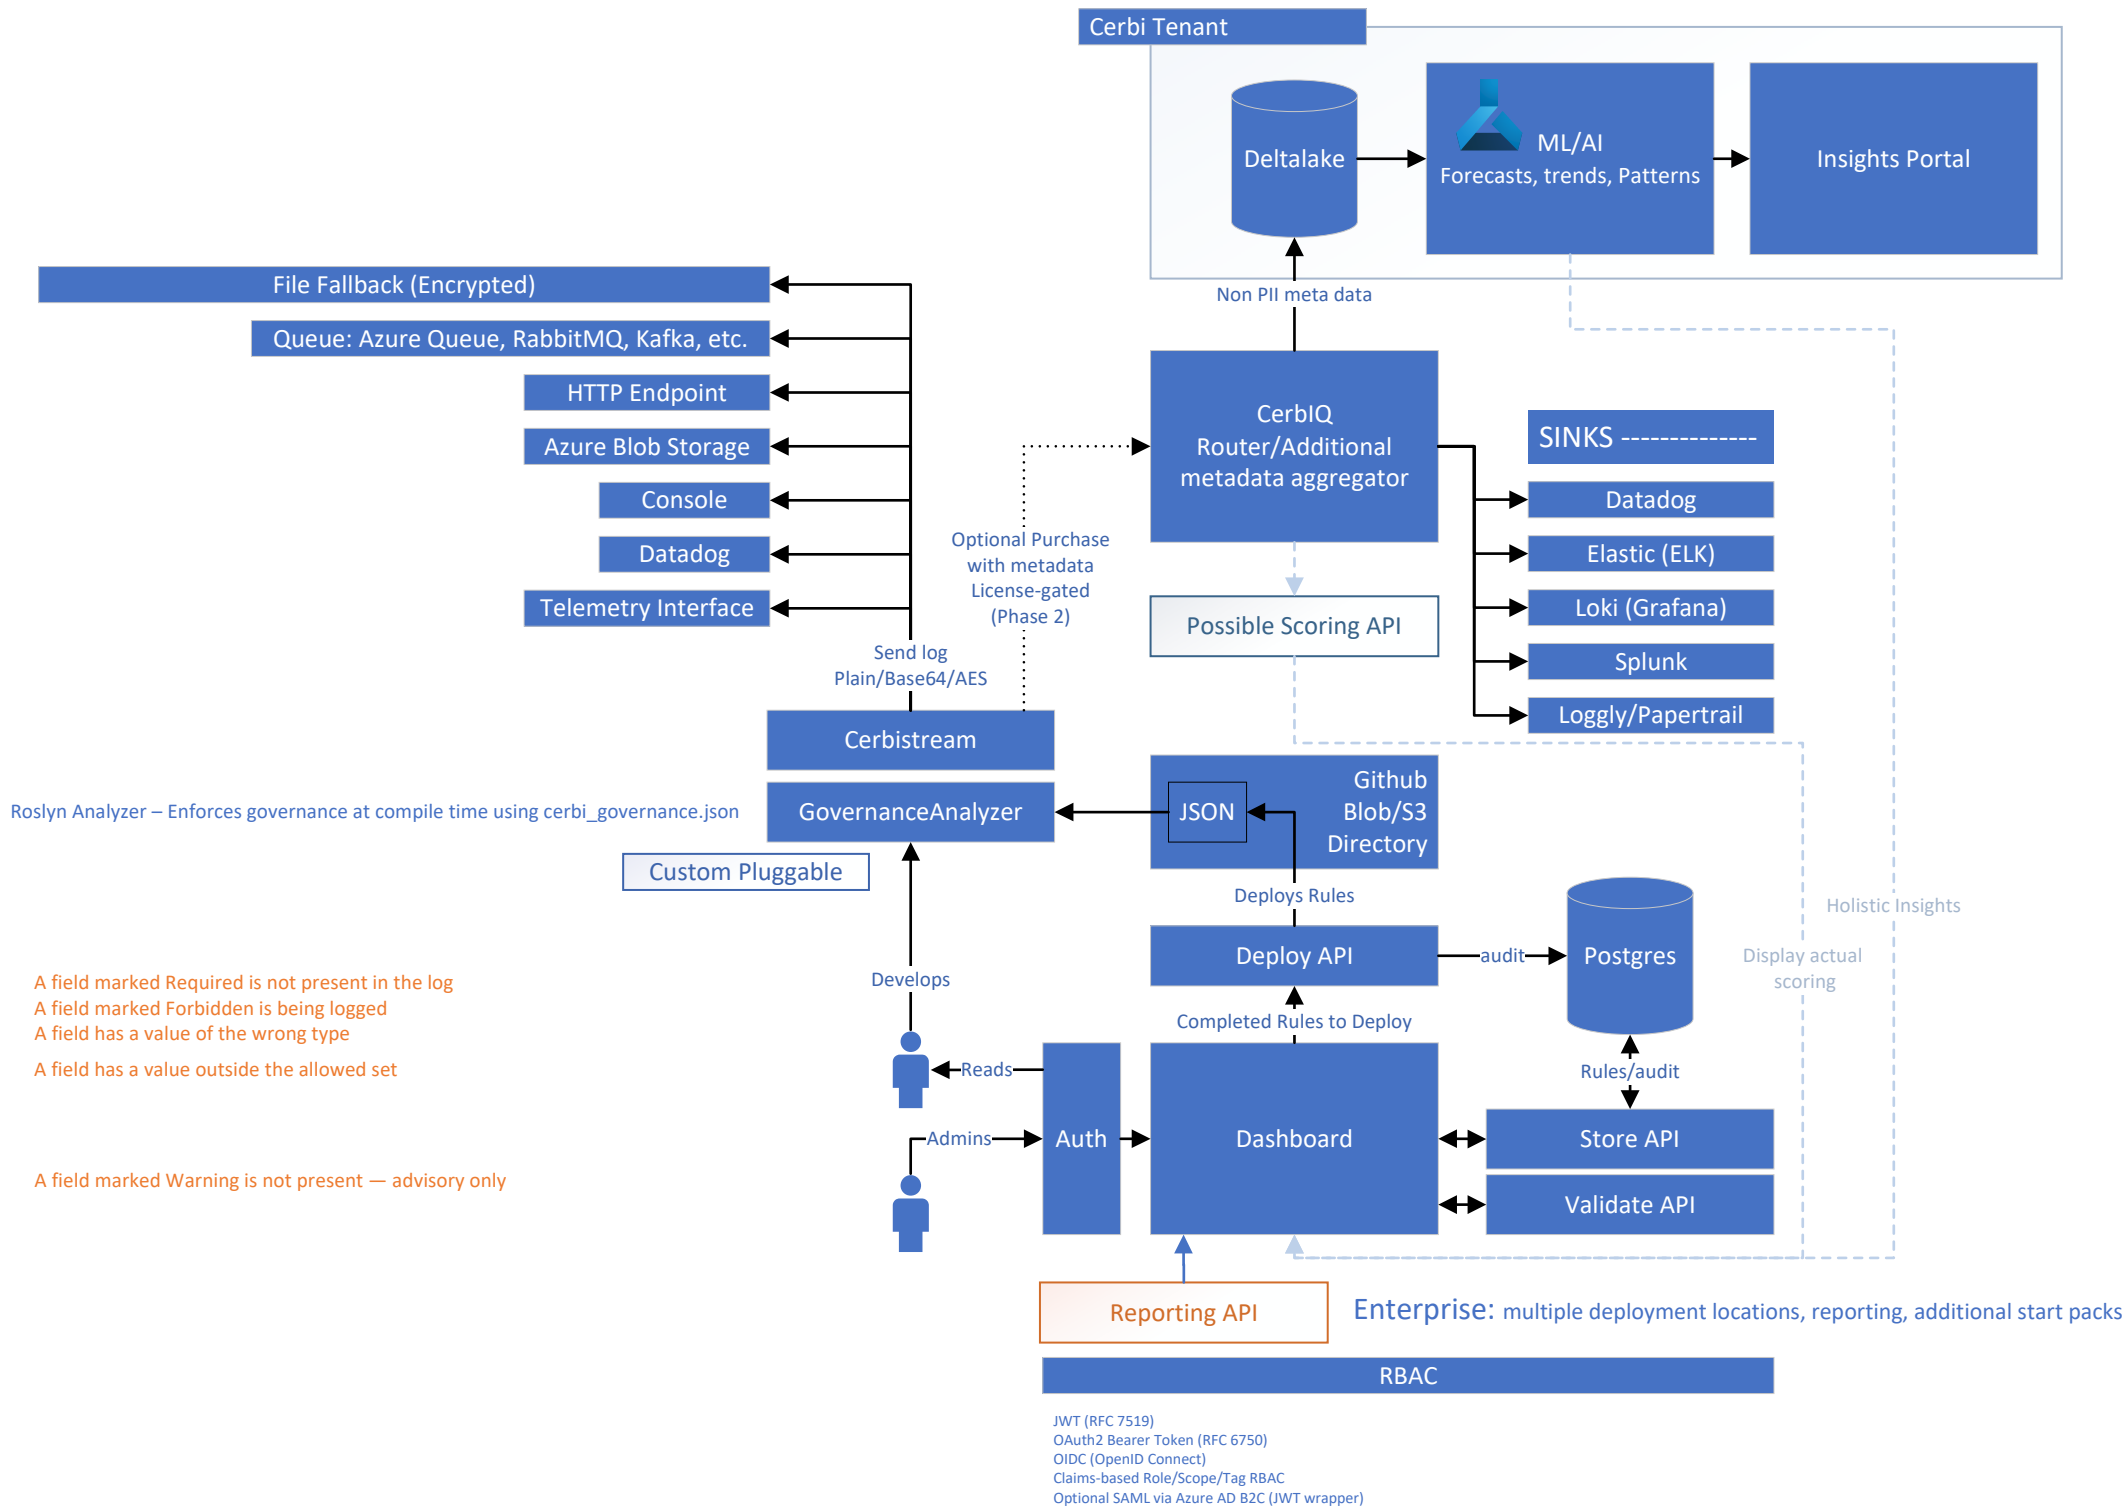 Cerbi Tenant
Deltalake
ML/AI
Forecasts, trends, Patterns
Insights Portal
Non PII meta data
File Fallback (Encrypted)
Queue: Azure Queue, RabbitMQ, Kafka, etc.
HTTP Endpoint
Azure Blob Storage
Console
Datadog
Telemetry Interface
Send log
Plain/Base64/AES
Optional Purchase
with metadata
License-gated
(Phase 2)
CerbIQ
Router/Additional
metadata aggregator
SINKS --------------
Datadog
Elastic (ELK)
Loki (Grafana)
Splunk
Loggly/Papertrail
Possible Scoring API
Cerbistream
Roslyn Analyzer – Enforces governance at compile time using cerbi_governance.json
GovernanceAnalyzer
Custom Pluggable
JSON
Github
Blob/S3
Directory
Deploys Rules
Deploy API
audit
Postgres
Holistic Insights
Display actual
scoring
Develops
A field marked Required is not present in the log
A field marked Forbidden is being logged
A field has a value of the wrong type
A field has a value outside the allowed set
A field marked Warning is not present — advisory only
Completed Rules to Deploy
Reads
Admins
Auth
Dashboard
Rules/audit
Store API
Validate API
Reporting API
Enterprise: multiple deployment locations, reporting, additional start packs
RBAC
JWT (RFC 7519)
OAuth2 Bearer Token (RFC 6750)
OIDC (OpenID Connect)
Claims-based Role/Scope/Tag RBAC
Optional SAML via Azure AD B2C (JWT wrapper)